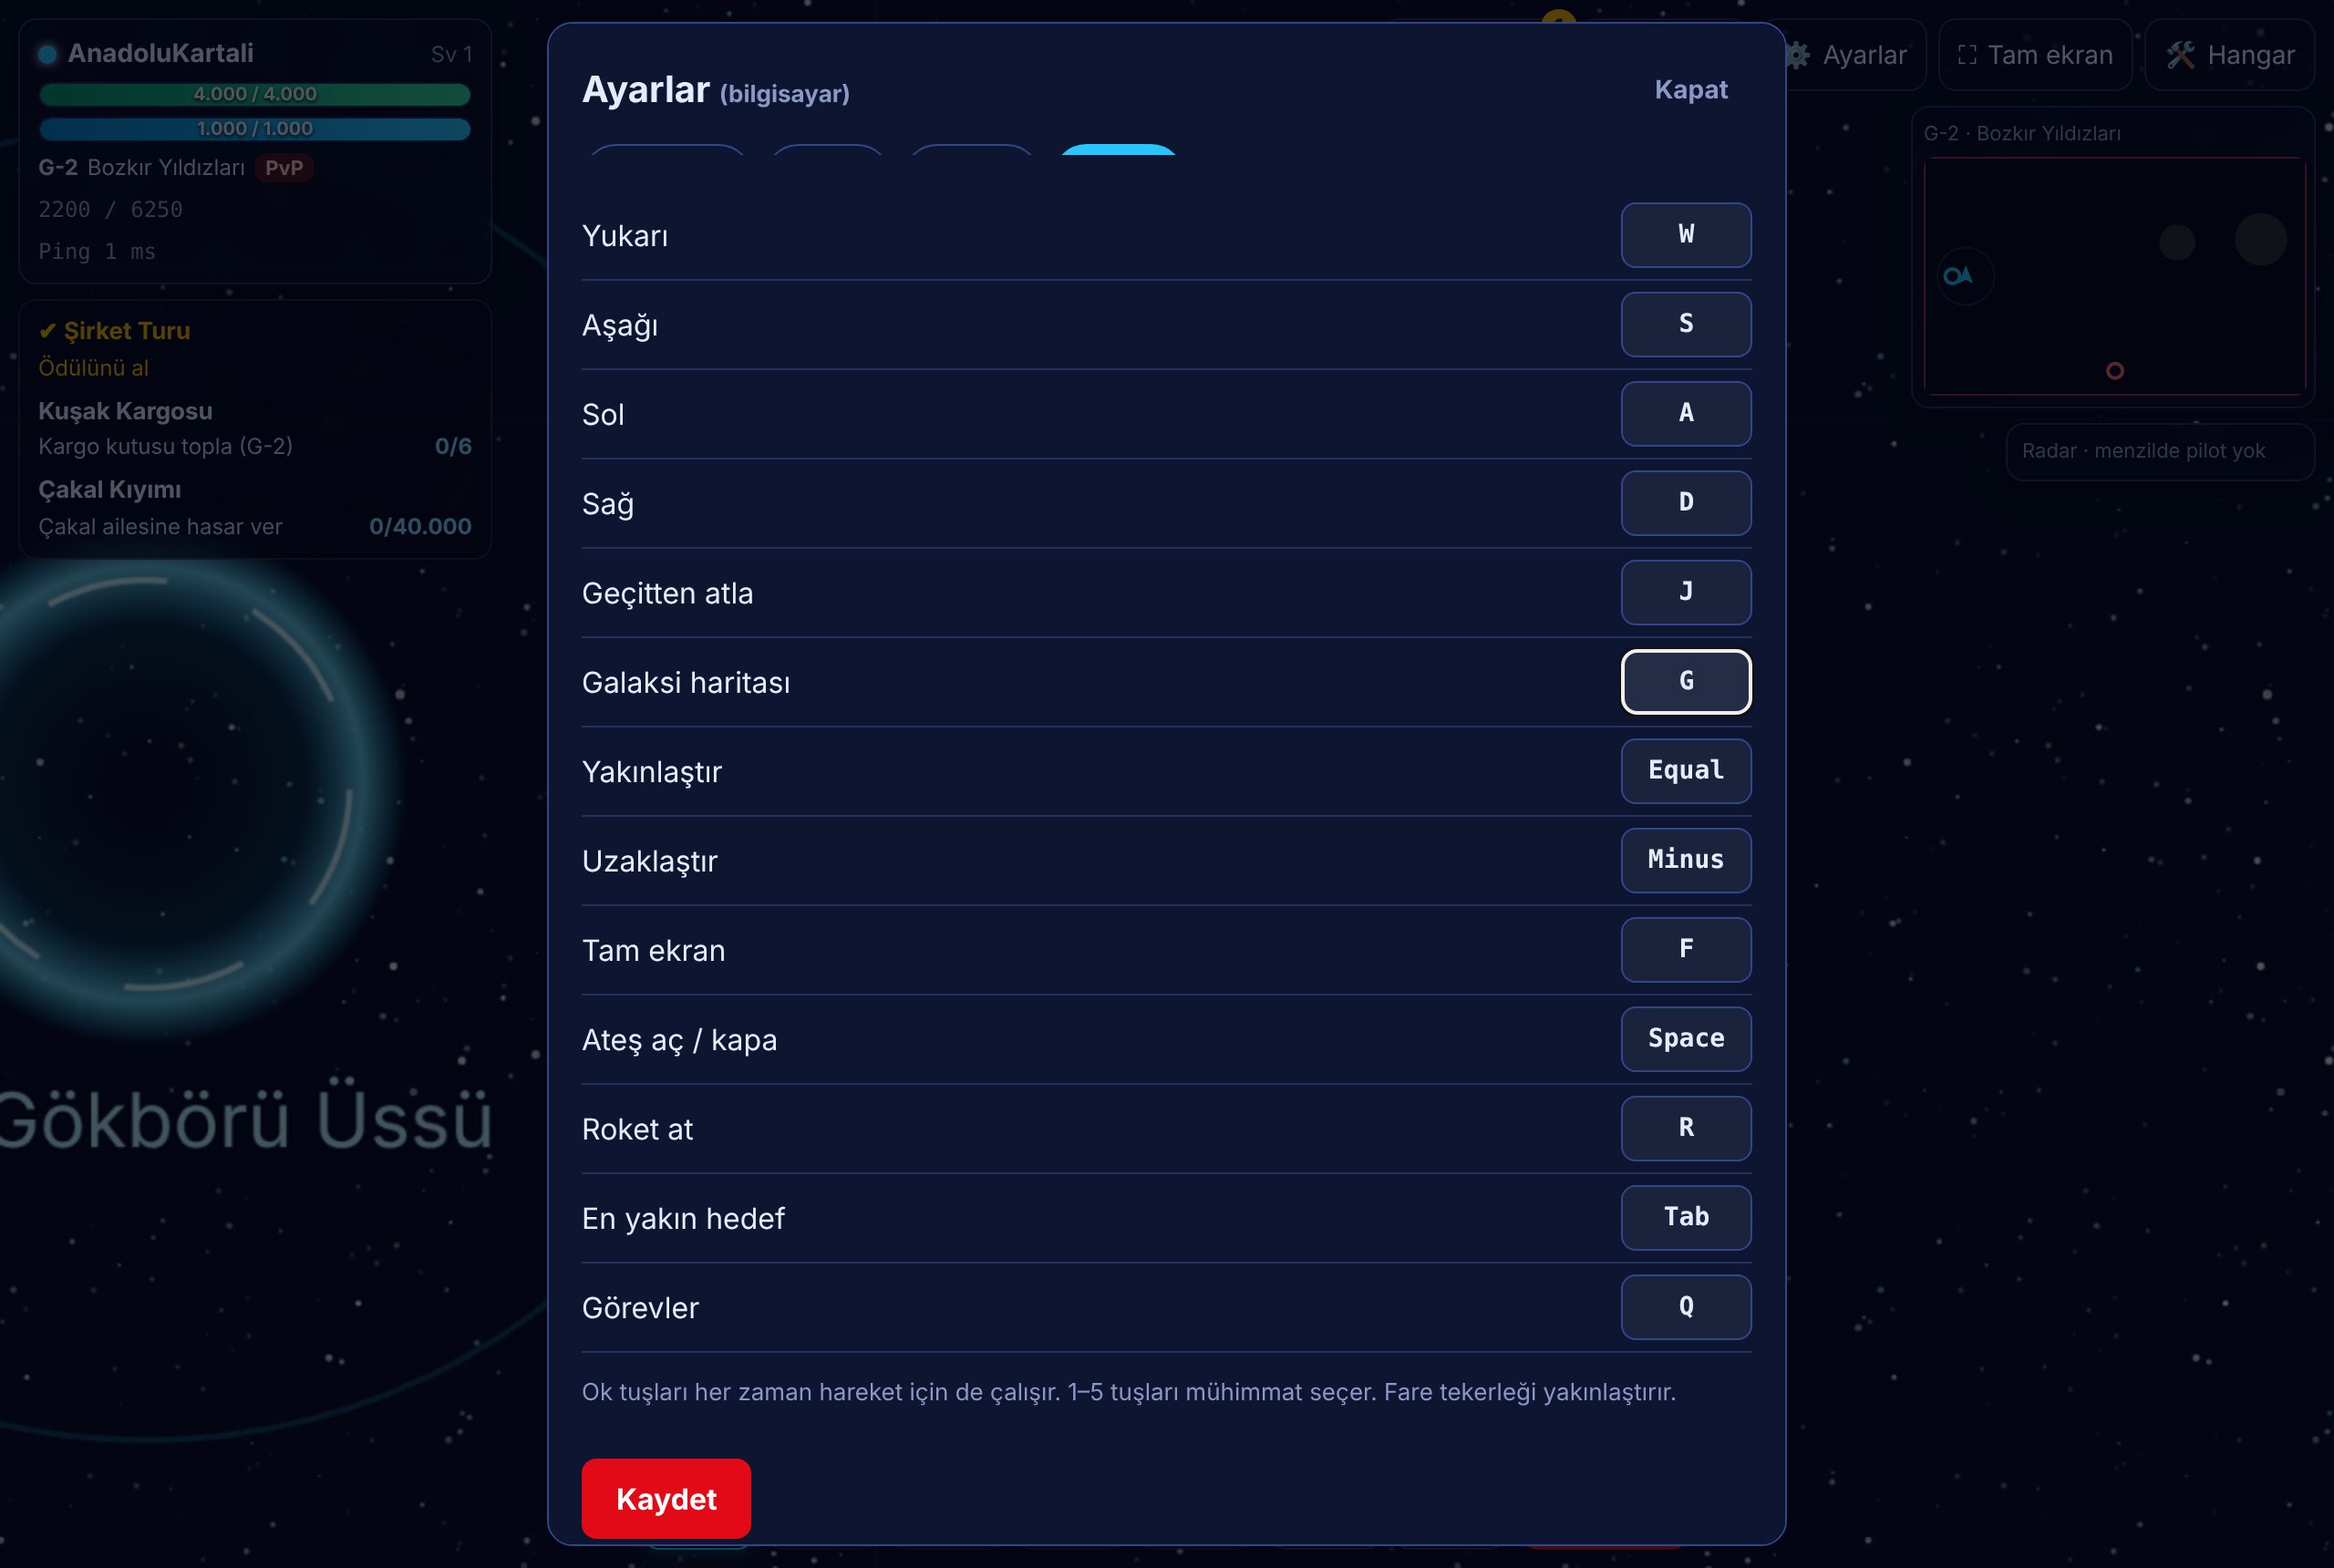 AnadoluKartali Sv 1
4.000 / 4.000
1.000 / 1.000
G-2 Bozkır Yıldızları PvP
2200 / 6250
Ping 1 ms
✔ Şirket Turu
Ödülünü al
Kuşak Kargosu
Kargo kutusu topla (G-2) 0/6
Çakal Kıyımı
Çakal ailesine hasar ver 0/40.000
Gökbörü Üssü
Ayarlar (bilgisayar) Kapat
Yukarı W
Aşağı S
Sol A
Sağ D
Geçitten atla J
Galaksi haritası G
Yakınlaştır Equal
Uzaklaştır Minus
Tam ekran F
Ateş aç / kapa Space
Roket at R
En yakın hedef Tab
Görevler Q
Ok tuşları her zaman hareket için de çalışır. 1–5 tuşları mühimmat seçer. Fare tekerleği yakınlaştırır.
Kaydet
Ayarlar Tam ekran Hangar
G-2 · Bozkır Yıldızları
Radar · menzilde pilot yok